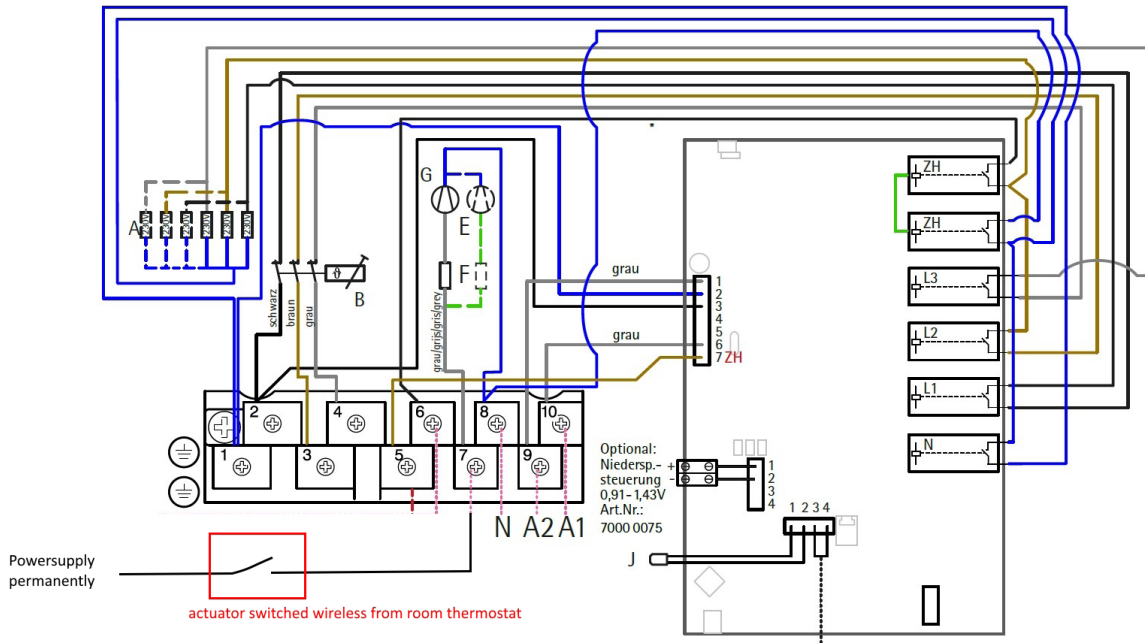 ZH
G
230V
230V
230V
230V
230V
230V
A
E
ZH
schwarz
braun
grau
ϑ
B
F
grau/grijs/gris/grey
grau
L3
1
2
3
4
5
6
7
ZH
grau
L2
L1
2
4
6
8
10
1
3
5
7
9
N
Optional:
Niedersp.-
steuerung
0,91-1,43V
Art.Nr.:
7000 0075
+
-
1
2
3
4
N A2 A1
1 2 3 4
J
Powersupply
permanently
actuator switched wireless from room thermostat